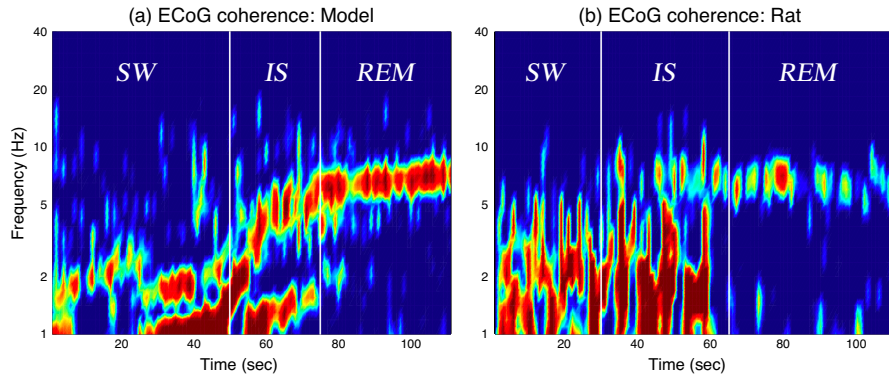 (a) ECoG coherence: Model
40
20
10
5
2
1
Frequency (Hz)
SW
IS
REM
20
40
60
80
100
Time (sec)
(b) ECoG coherence: Rat
40
20
10
5
2
1
SW
IS
REM
20
40
60
80
100
Time (sec)